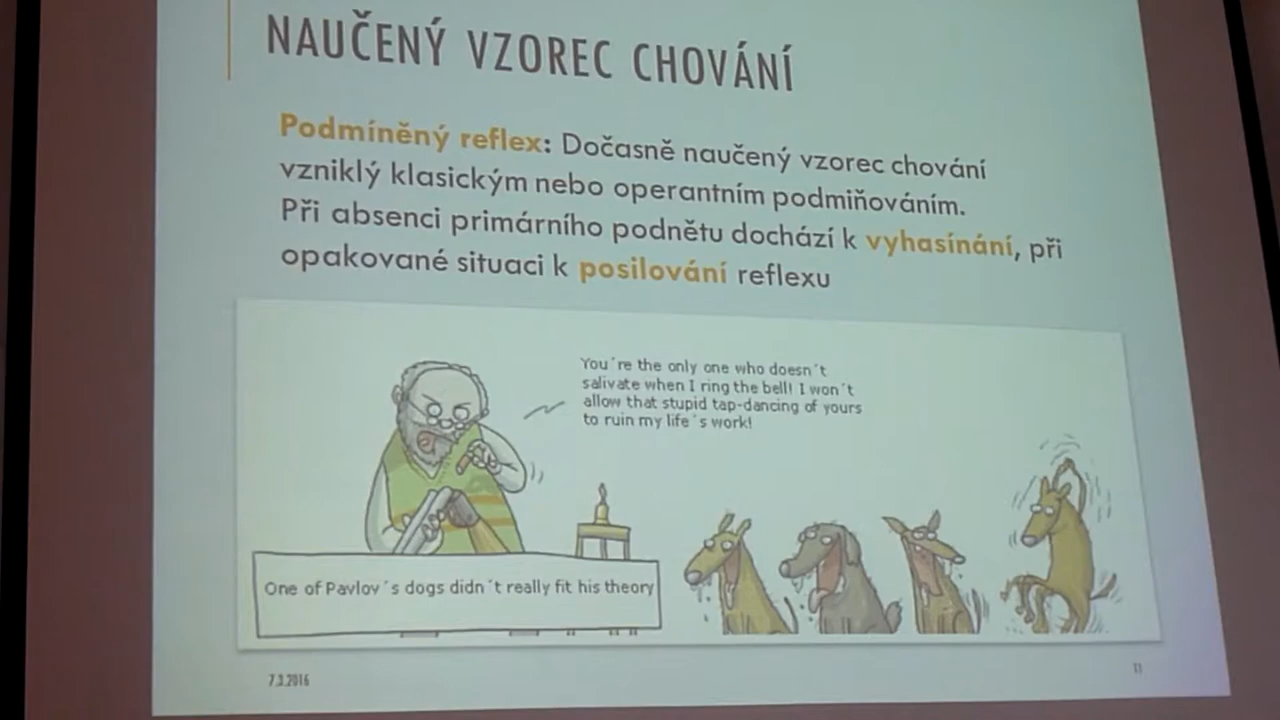 NAUČENÝ VZOREC CHOVÁNÍ
Podmíněný reflex: Dočasně naučený vzorec chování
vzniklý klasickým nebo operantním podmiňováním.
Při absenci primárního podnětu dochází k vyhasínání, při
opakované situaci k posilování reflexu
You´re the only one who doesn´t
salivate when I ring the bell! I won´t
allow that stupid tap-dancing of yours
to ruin my life´s work!
One of Pavlov´s dogs didn´t really fit his theory
7.3.2016
11